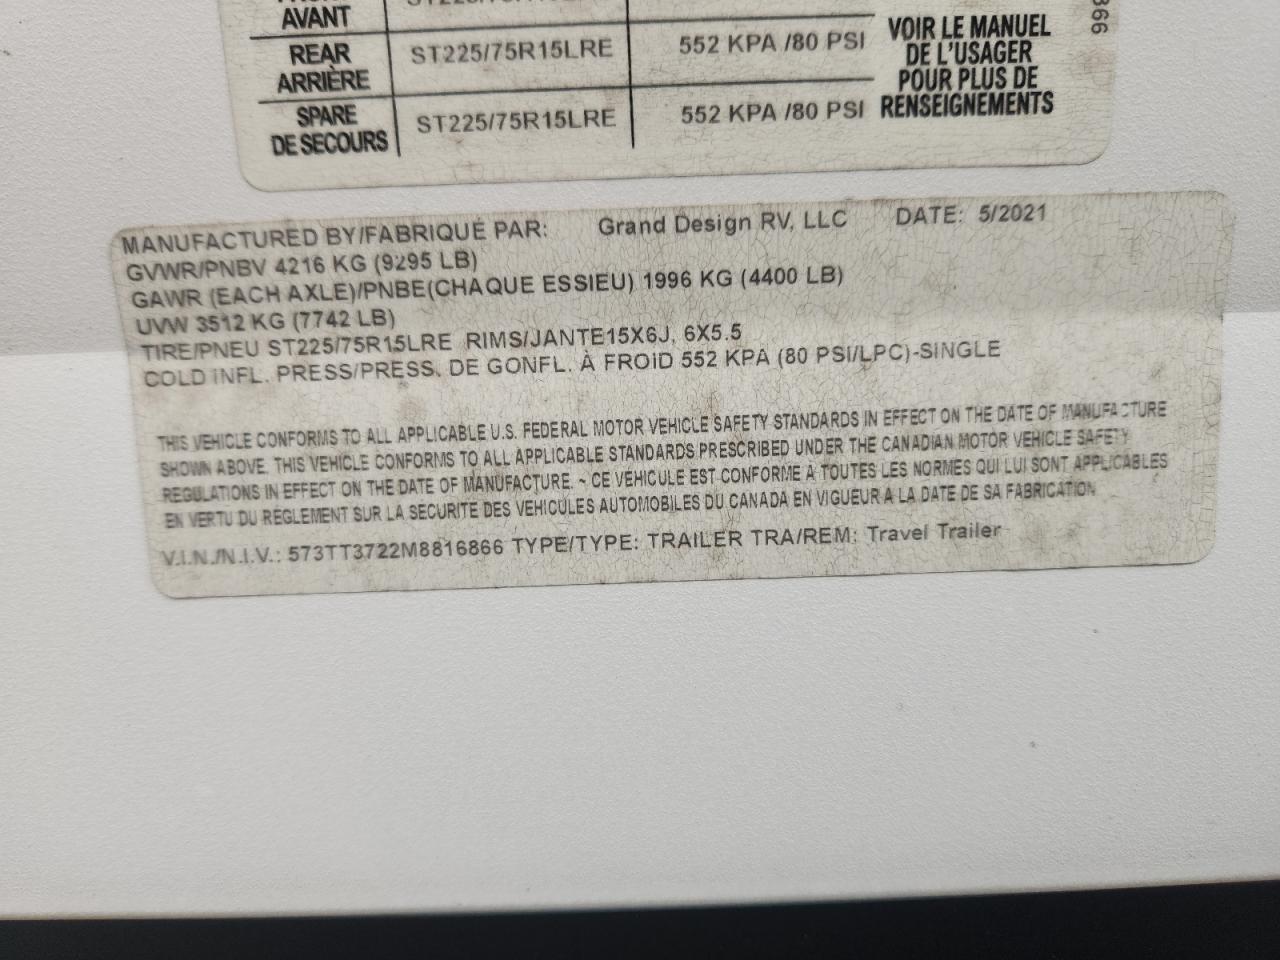 AVANT
REAR
ARRIÈRE
ST225/75R15LRE
552 KPA /80 PSI
SPARE
DE SECOURS
ST225/75R15LRE
552 KPA /80 PSI
VOIR LE MANUEL
DE L'USAGER
POUR PLUS DE
RENSEIGNEMENTS
MANUFACTURED BY/FABRIQUÉ PAR: Grand Design RV, LLC DATE: 5/2021
GVWR/PNBV 4216 KG (9295 LB)
GAWR (EACH AXLE)/PNBE(CHAQUE ESSIEU) 1996 KG (4400 LB)
UVW 3512 KG (7742 LB)
TIRE/PNEU ST225/75R15LRE RIMS/JANTE15X6J, 6X5.5
COLD INFL. PRESS/PRESS. DE GONFL. À FROID 552 KPA (80 PSI/LPC)-SINGLE
THIS VEHICLE CONFORMS TO ALL APPLICABLE U.S. FEDERAL MOTOR VEHICLE SAFETY STANDARDS IN EFFECT ON THE DATE OF MANUFACTURE
SHOWN ABOVE. THIS VEHICLE CONFORMS TO ALL APPLICABLE STANDARDS PRESCRIBED UNDER THE CANADIAN MOTOR VEHICLE SAFETY
REGULATIONS IN EFFECT ON THE DATE OF MANUFACTURE. ~ CE VÉHICULE EST CONFORME À TOUTES LES NORMES QUI LUI SONT APPLICABLES
EN VERTU DU RÈGLEMENT SUR LA SÉCURITÉ DES VÉHICULES AUTOMOBILES DU CANADA EN VIGUEUR À LA DATE DE SA FABRICATION
V.I.N./N.I.V.: 573TT3722M8816866 TYPE/TYPE: TRAILER TRA/REM: Travel Trailer